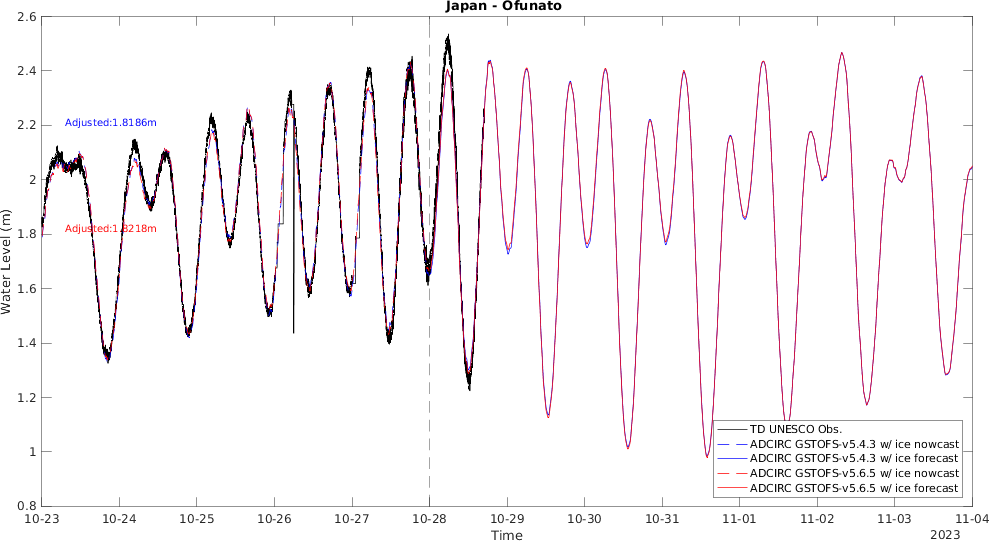 Japan - Ofunato
2.6
2.4
2.2
2
1.8
1.6
1.4
1.2
1
0.8
Water Level (m)
Adjusted:1.8186m
Adjusted:1.8218m
TD UNESCO Obs.
ADCIRC GSTOFS-v5.4.3 w/ ice nowcast
ADCIRC GSTOFS-v5.4.3 w/ ice forecast
ADCIRC GSTOFS-v5.6.5 w/ ice nowcast
ADCIRC GSTOFS-v5.6.5 w/ ice forecast
10-23 10-24 10-25 10-26 10-27 10-28 10-29 10-30 10-31 11-01 11-02 11-03 11-04
Time
2023